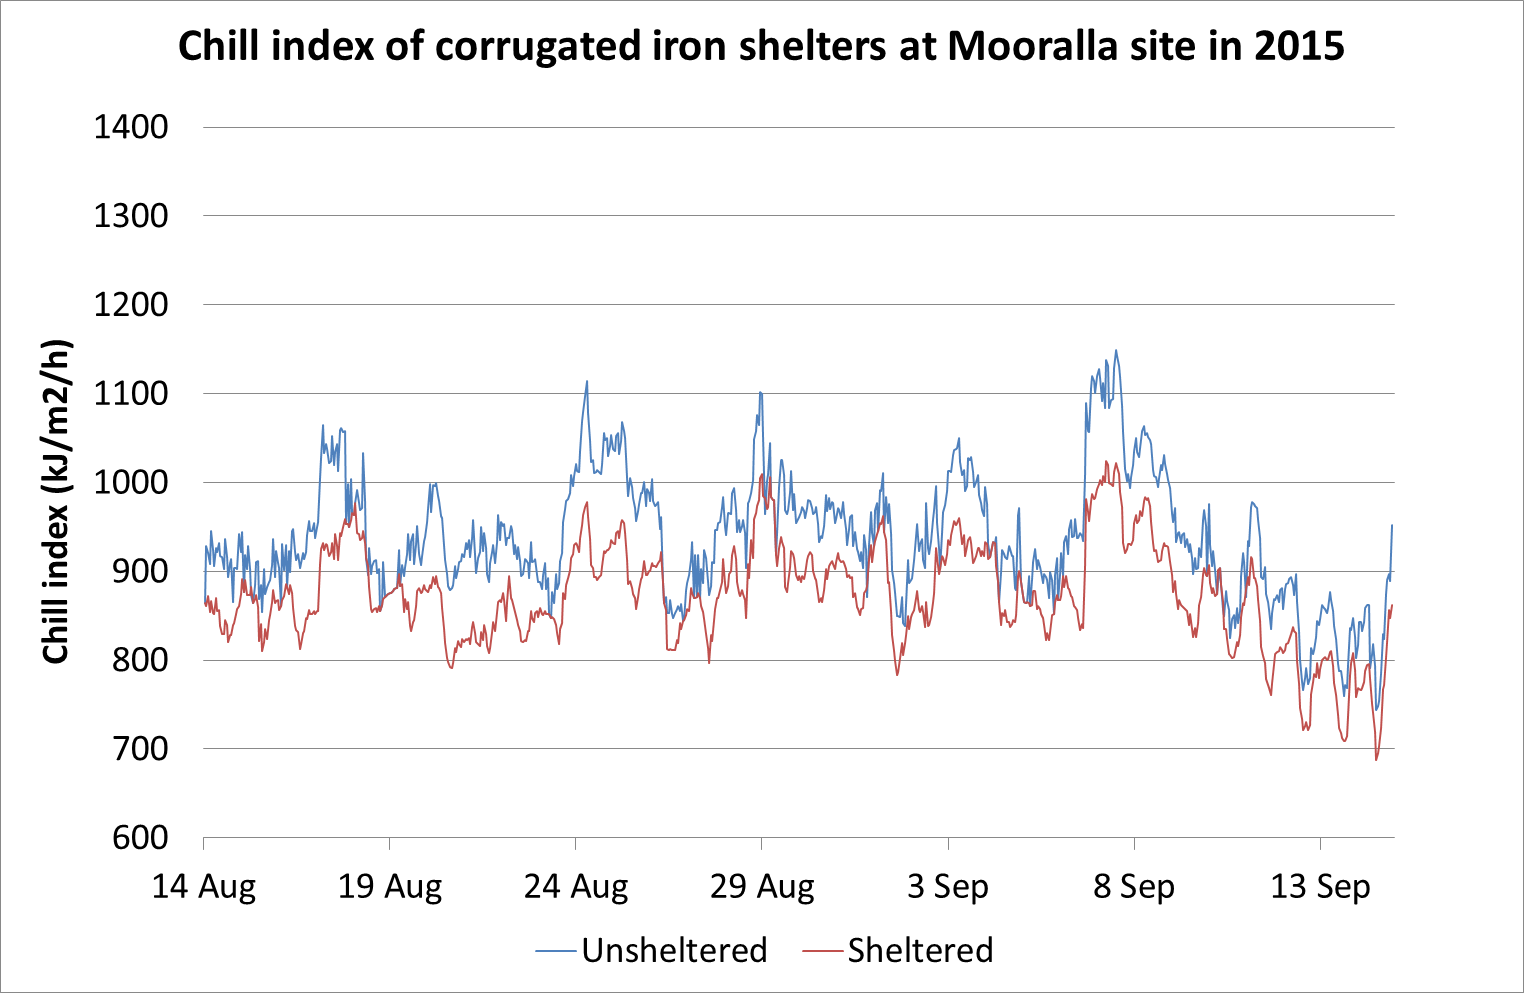 Chill index of corrugated iron shelters at Mooralla site in 2015
1400
1300
1200
1100
1000
900
800
700
600
Chill index (kJ/m2/h)
14 Aug 19 Aug 24 Aug 29 Aug 3 Sep 8 Sep 13 Sep
Unsheltered Sheltered